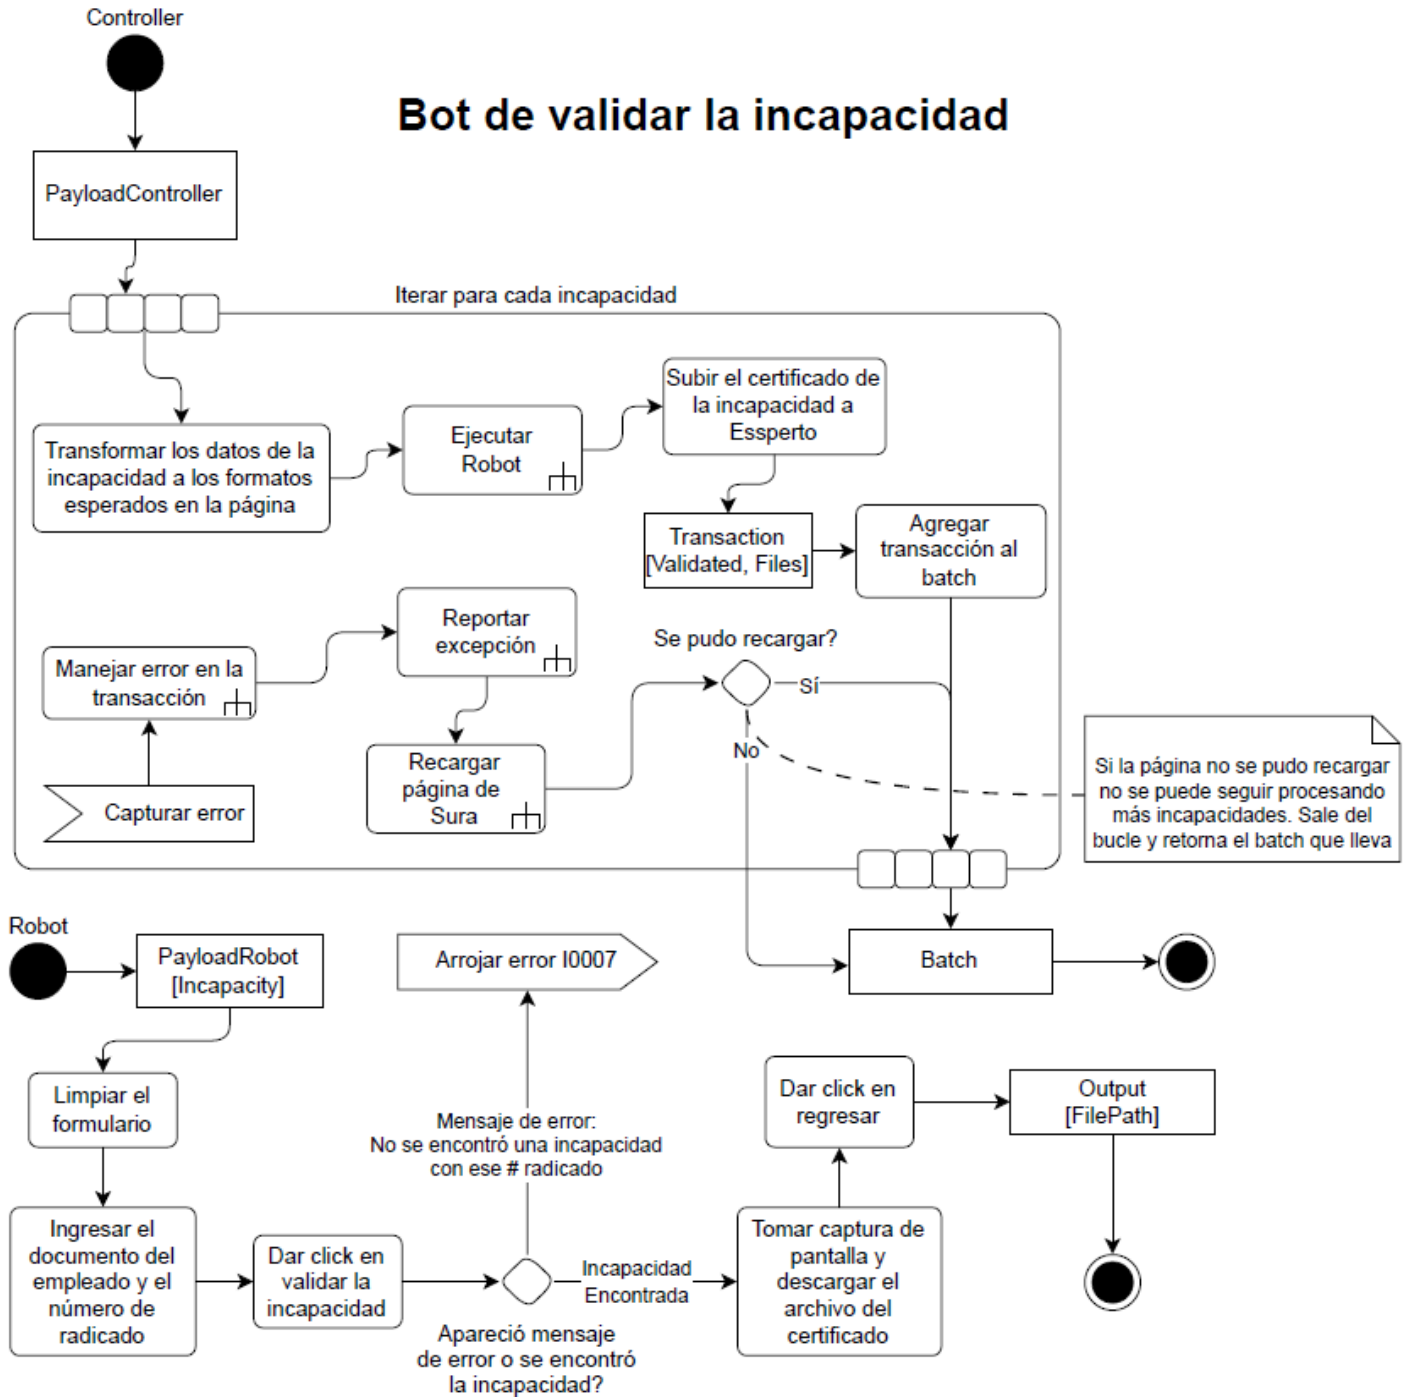 Controller
Bot de validar la incapacidad
PayloadController
Iterar para cada incapacidad
Transformar los datos de la
incapacidad a los formatos
esperados en la página
Ejecutar
Robot
Subir el certificado de
la incapacidad a
Essperto
Transaction
[Validated, Files]
Agregar
transacción al
batch
Manejar error en la
transacción
Reportar
excepción
Se pudo recargar?
Sí
No
Recargar
página de
Sura
Capturar error
Si la página no se pudo recargar
no se puede seguir procesando
más incapacidades. Sale del
bucle y retorna el batch que lleva
Batch
Robot
PayloadRobot
[Incapacity]
Arrojar error I0007
Limpiar el
formulario
Mensaje de error:
No se encontró una incapacidad
con ese # radicado
Dar click en
regresar
Output
[FilePath]
Ingresar el
documento del
empleado y el
número de
radicado
Dar click en
validar la
incapacidad
Incapacidad
Encontrada
Apareció mensaje
de error o se encontró
la incapacidad?
Tomar captura de
pantalla y
descargar el
archivo del
certificado